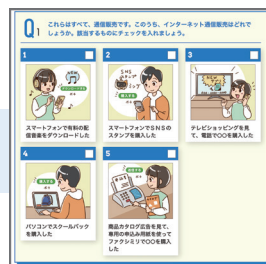 Q1
これらはすべて、通信販売です。このうち、インターネット通信販売はどれで
しょうか。該当するものにチェックを入れましょう。
1
2
3
スマートフォンで有料の配
信音楽をダウンロードした
スマートフォンでSNSの
スタンプを購入した
テレビショッピングを見
て、電話で〇〇を購入した
4
5
パソコンでスクールバック
を購入した
商品カタログ広告を見て、
専用の申込み用紙を使って
ファクシミリで〇〇を購入
した